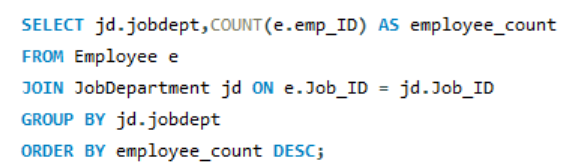 SELECT jd.jobdept,COUNT(e.emp_ID) AS employee_count
FROM Employee e
JOIN JobDepartment jd ON e.Job_ID = jd.Job_ID
GROUP BY jd.jobdept
ORDER BY employee_count DESC;